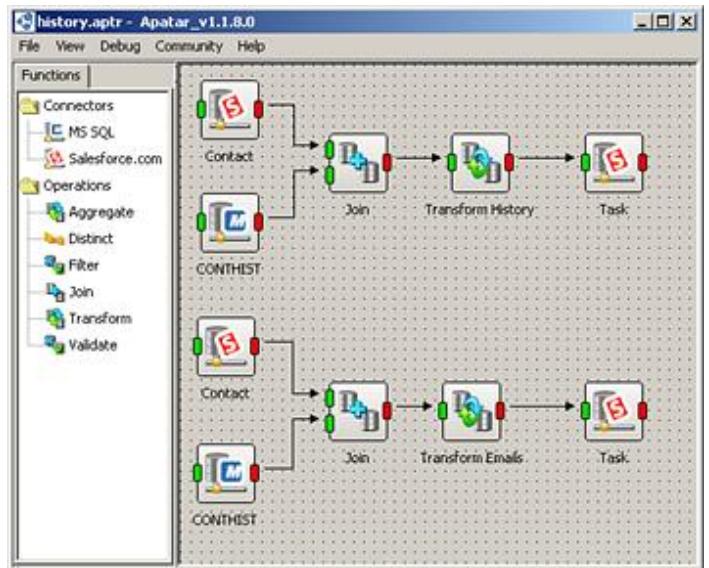 history.aptr - Apatar_v1.1.8.0
File View Debug Community Help
Functions
Connectors
MS SQL
Salesforce.com
Operations
Aggregate
Distinct
Filter
Join
Transform
Validate
Contact
Join
Transform History
Task
CONTHIST
Contact
Join
Transform Emails
Task
CONTHIST